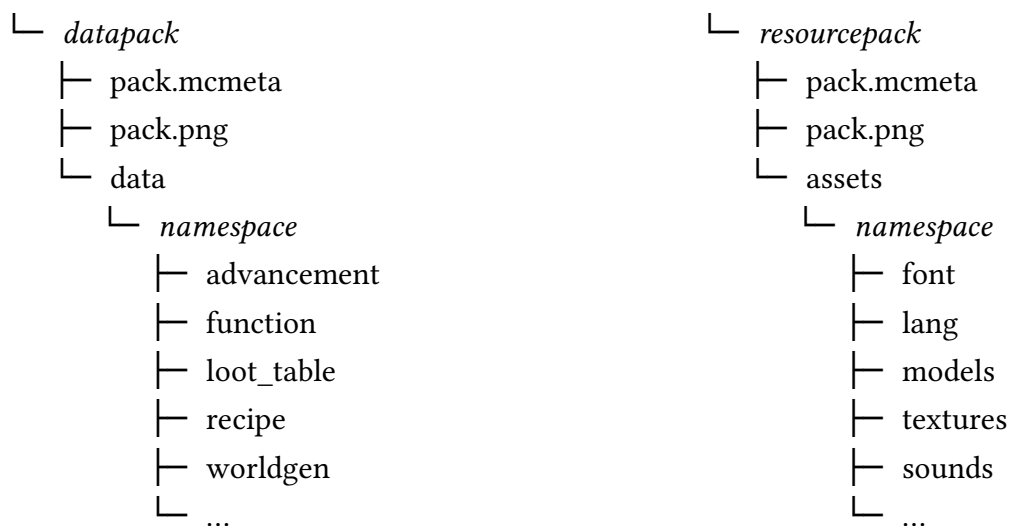 datapack
pack.mcmeta
pack.png
data
namespace
advancement
function
loot_table
recipe
worldgen
...
resourcepack
pack.mcmeta
pack.png
assets
namespace
font
lang
models
textures
sounds
...